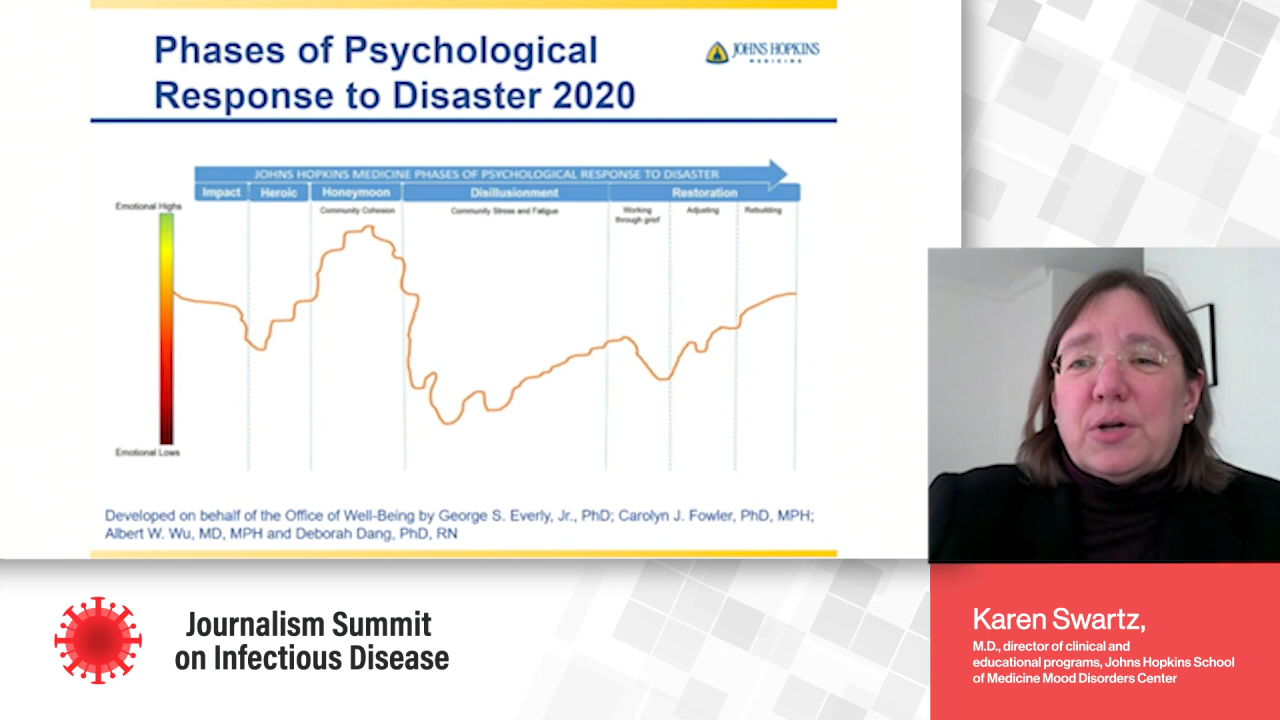 Phases of Psychological
Response to Disaster 2020
JOHNS HOPKINS
MEDICINE
JOHNS HOPKINS MEDICINE PHASES OF PSYCHOLOGICAL RESPONSE TO DISASTER
Impact
Heroic
Honeymoon
Disillusionment
Restoration
Emotional Highs
Community Cohesion
Community Stress and Fatigue
Working
through grief
Adjusting
Rebuilding
Emotional Lows
Developed on behalf of the Office of Well-Being by George S. Everly, Jr., PhD; Carolyn J. Fowler, PhD, MPH;
Albert W. Wu, MD, MPH and Deborah Dang, PhD, RN
Journalism Summit
on Infectious Disease
Karen Swartz,
M.D., director of clinical and
educational programs, Johns Hopkins School
of Medicine Mood Disorders Center